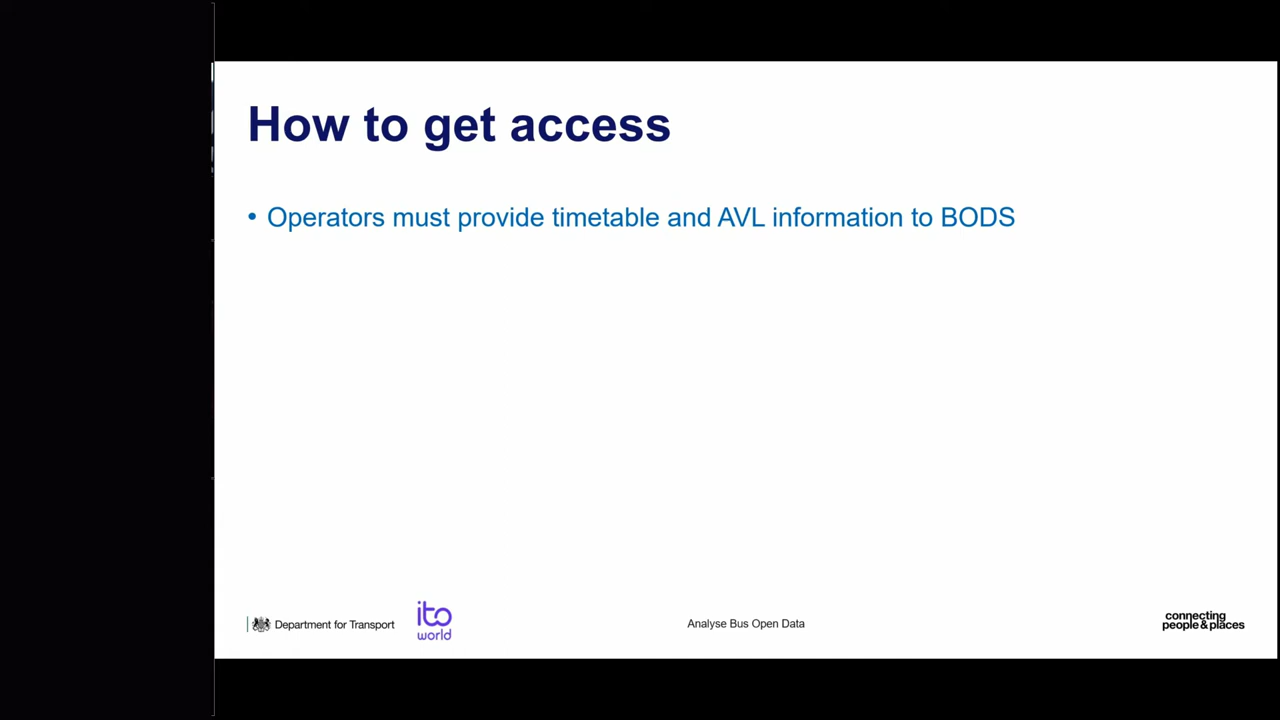 How to get access
• Operators must provide timetable and AVL information to BODS
Department for Transport
ito
world
Analyse Bus Open Data
connecting
people&places